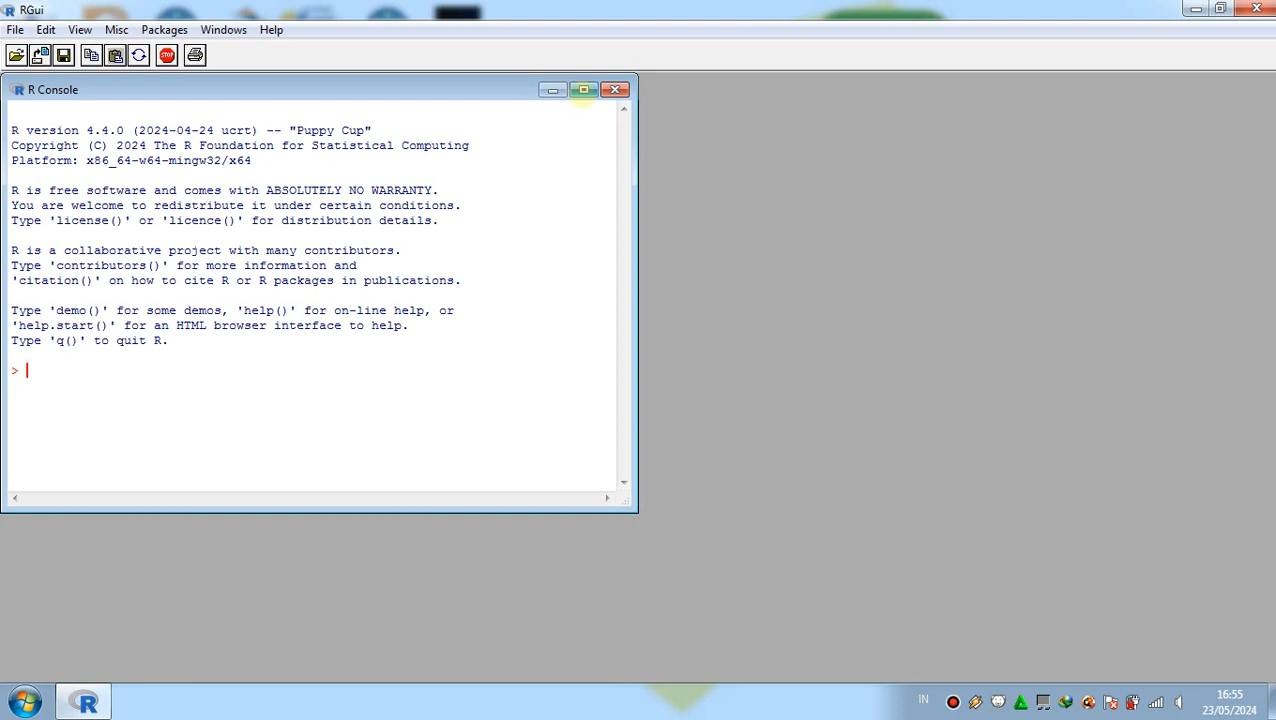 RGui
File Edit View Misc Packages Windows Help
R Console
R version 4.4.0 (2024-04-24 ucrt) -- "Puppy Cup"
Copyright (C) 2024 The R Foundation for Statistical Computing
Platform: x86_64-w64-mingw32/x64
R is free software and comes with ABSOLUTELY NO WARRANTY.
You are welcome to redistribute it under certain conditions.
Type 'license()' or 'licence()' for distribution details.
R is a collaborative project with many contributors.
Type 'contributors()' for more information and
'citation()' on how to cite R or R packages in publications.
Type 'demo()' for some demos, 'help()' for on-line help, or
'help.start()' for an HTML browser interface to help.
Type 'q()' to quit R.
>
IN
16:55
23/05/2024